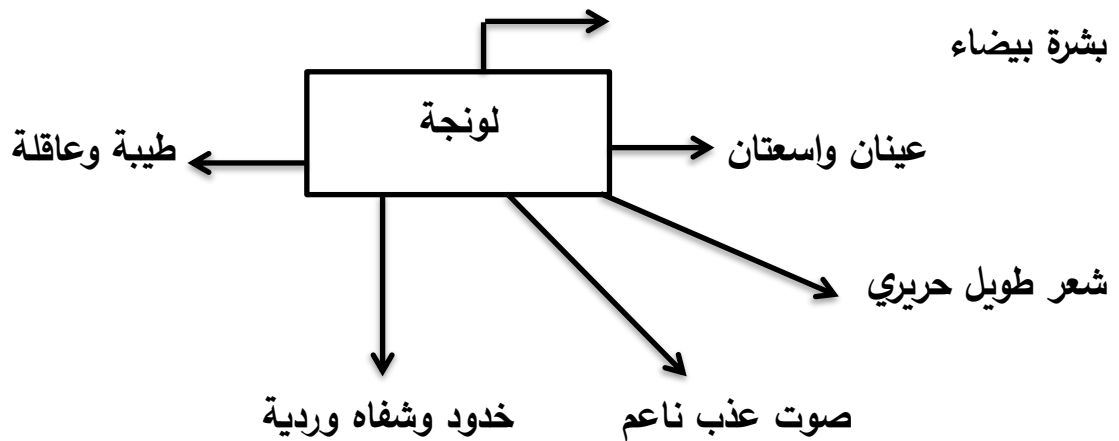 بشرة بيضاء
لونجة
عينان واسعتان
طيبة وعاقلة
شعر طويل حريري
صوت عذب ناعم
خدود وشفاه وردية